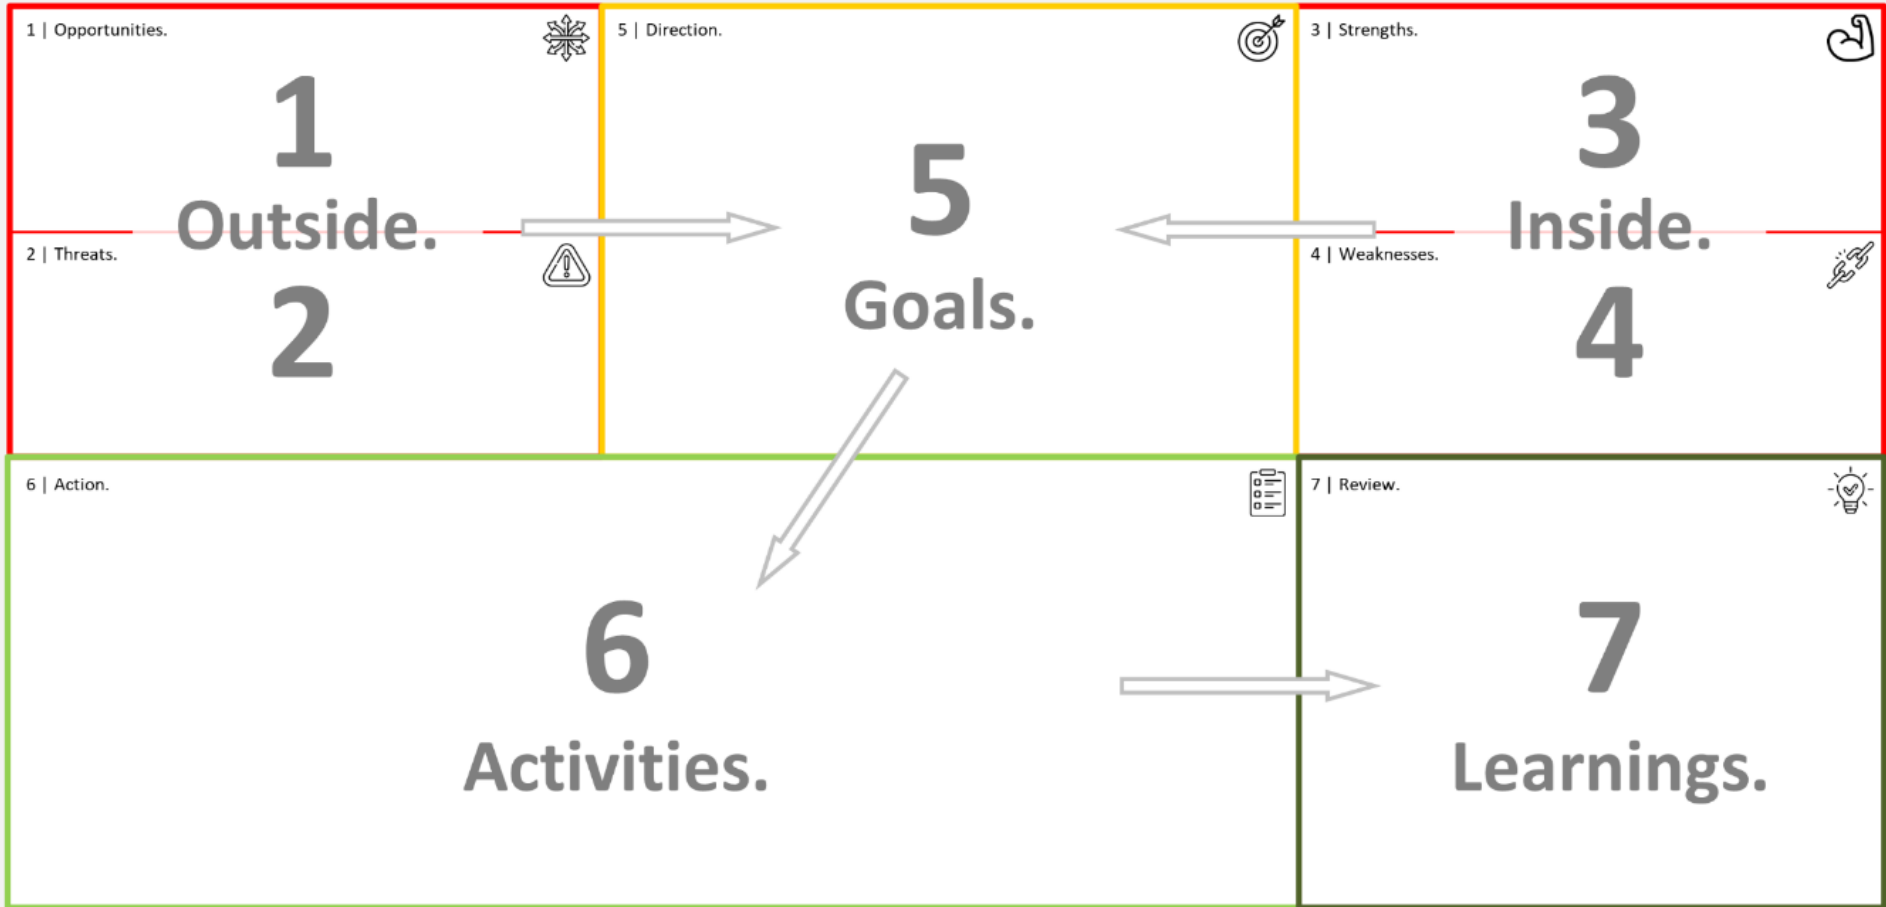 1 | Opportunities.
1
Outside.
2 | Threats.
2
5 | Direction.
5
Goals.
3 | Strengths.
3
Inside.
4 | Weaknesses.
4
6 | Action.
6
Activities.
7 | Review.
7
Learnings.